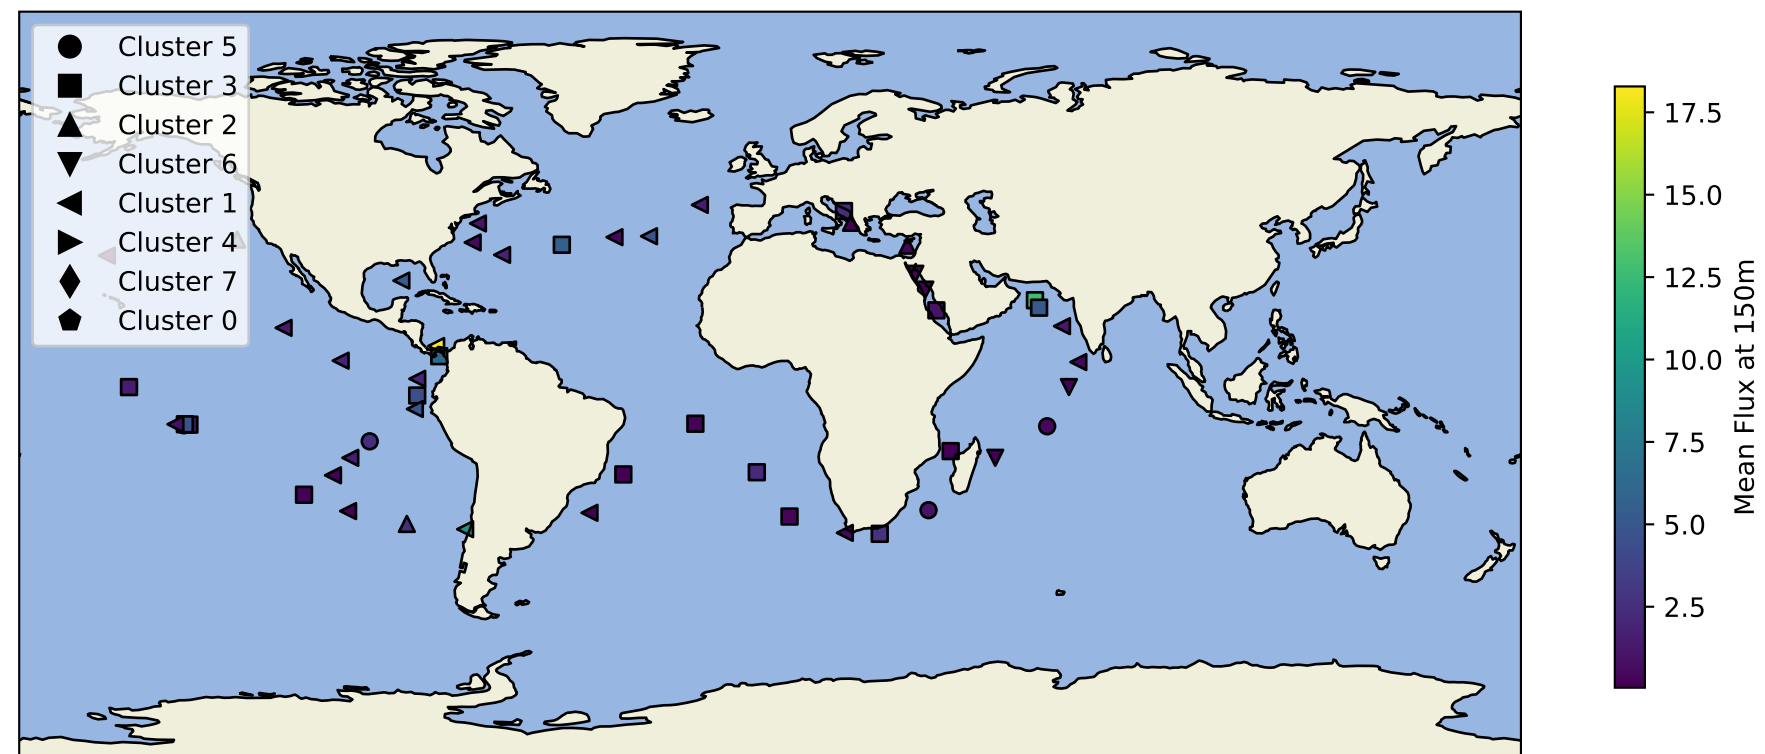 Cluster 5
Cluster 3
Cluster 2
Cluster 6
Cluster 1
Cluster 4
Cluster 7
Cluster 0
17.5
15.0
12.5
10.0
7.5
5.0
2.5
Mean Flux at 150m